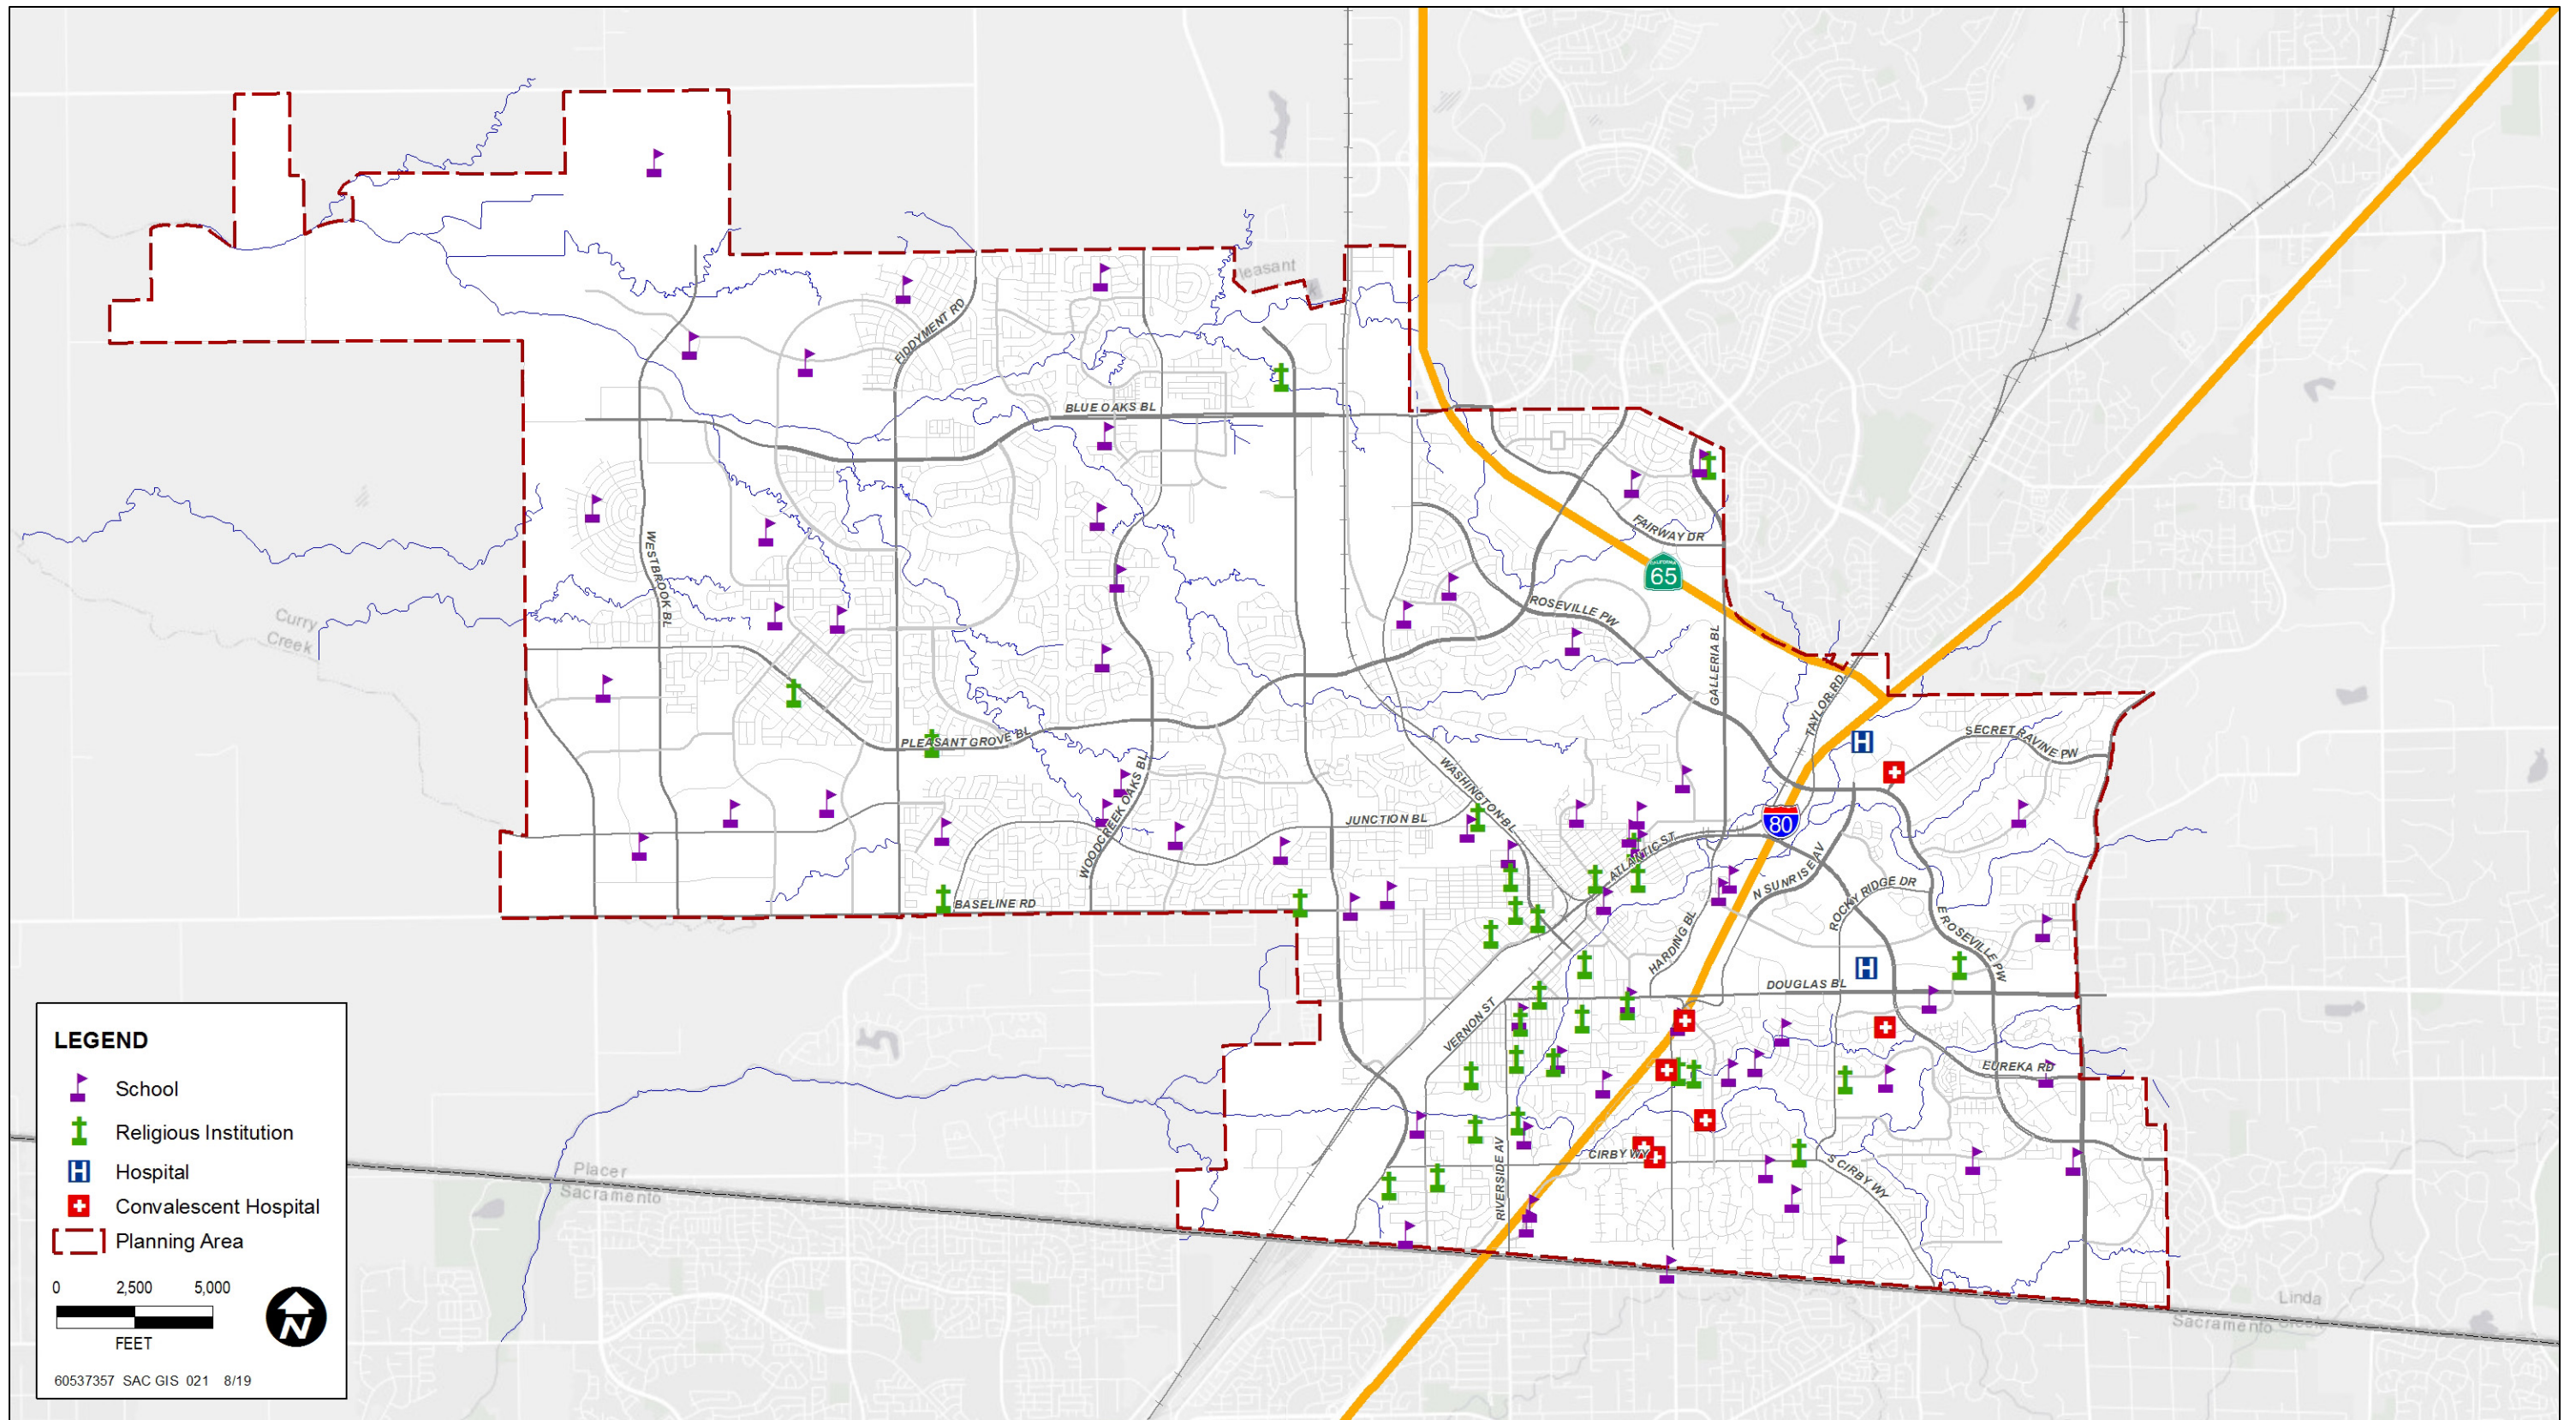 leasant
FIDDYMENT RD
BLUE OAKS BL
FAIRWAY DR
CALIFORNIA
65
WESTBROOK BL
Curry
Creek
ROSEVILLE PW
GALLERIA BL
TAYLOR RD
PLEASANT GROVE BL
SECRET RAVINE PW
H
WASHINGTON BL
WOODCREEK OAKS BL
JUNCTION BL
80
ATLANTIC ST
N SUNRISE AV
ROCKY RIDGE DR
BASELINE RD
HARDING BL
E ROSEVILLE PW
H
DOUGLAS BL
VERNON ST
EUREKA RD
CIRBY WY
S CIRBY WY
RIVERSIDE AV
Placer
Sacramento
Linda
Creek
Sacramento
LEGEND
School
Religious Institution
H Hospital
Convalescent Hospital
Planning Area
0 2,500 5,000
FEET
N
60537357 SAC GIS 021 8/19